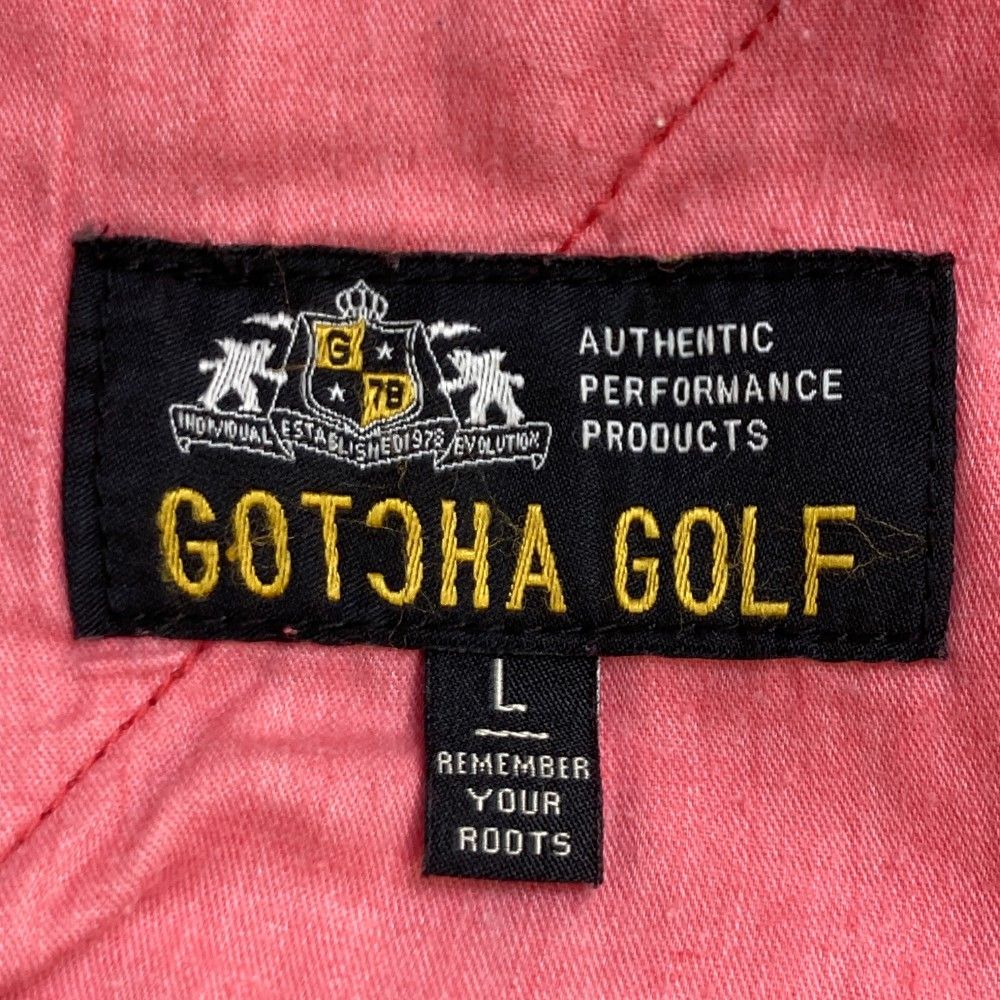 G
78
INDIVIDUAL ESTABLISHED 1978 EVOLUTION
AUTHENTIC
PERFORMANCE
PRODUCTS
GOTCHA GOLF
L
REMEMBER
YOUR
ROOTS